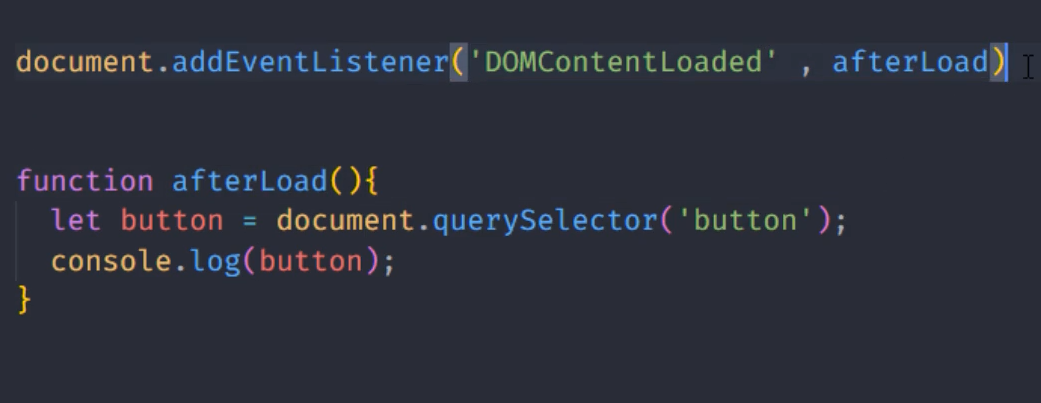 document.addEventListener('DOMContentLoaded' , afterLoad)
function afterLoad(){
  let button = document.querySelector('button');
  console.log(button);
}